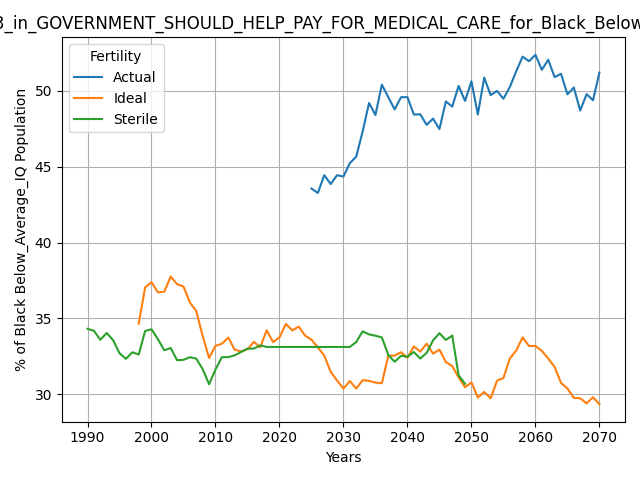 3_in_GOVERNMENT_SHOULD_HELP_PAY_FOR_MEDICAL_CARE_for_Black_Below
Fertility
Actual
Ideal
Sterile
% of Black Below_Average_IQ Population
50
45
40
35
30
1990 2000 2010 2020 2030 2040 2050 2060 2070
Years